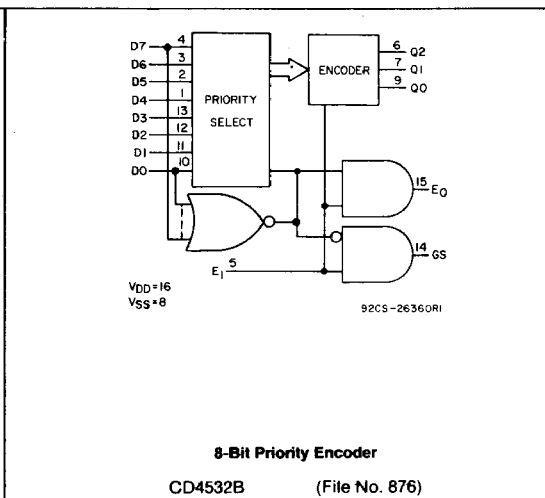 D7 4
D6 3
D5 2
D4 1
D3 13
D2 12
D1 11
D0 10
PRIORITY
SELECT
ENCODER
6 Q2
7 Q1
9 Q0
15 EO
14 GS
EI 5
VDD=16
VSS=8
92CS-26360RI
8-Bit Priority Encoder
CD4532B (File No. 876)